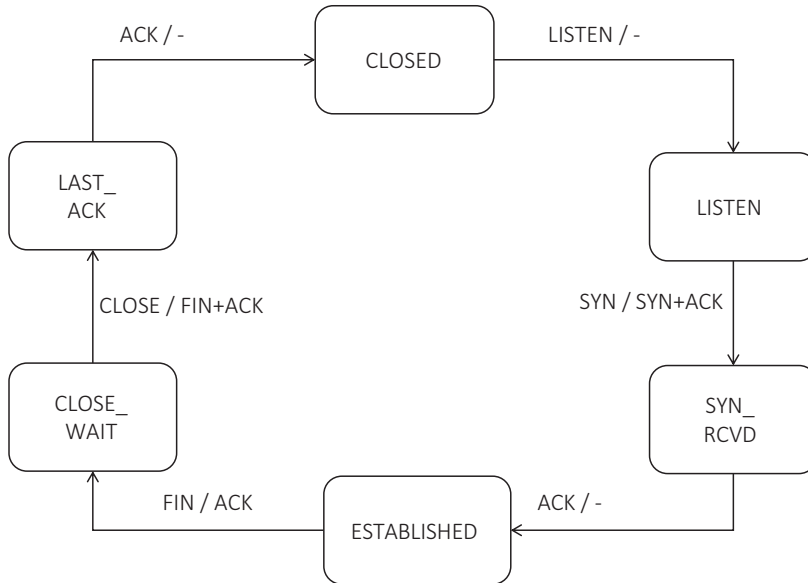 ACK / -
CLOSED
LISTEN / -
LAST_
ACK
LISTEN
CLOSE / FIN+ACK
SYN / SYN+ACK
CLOSE_
WAIT
SYN_
RCVD
FIN / ACK
ESTABLISHED
ACK / -